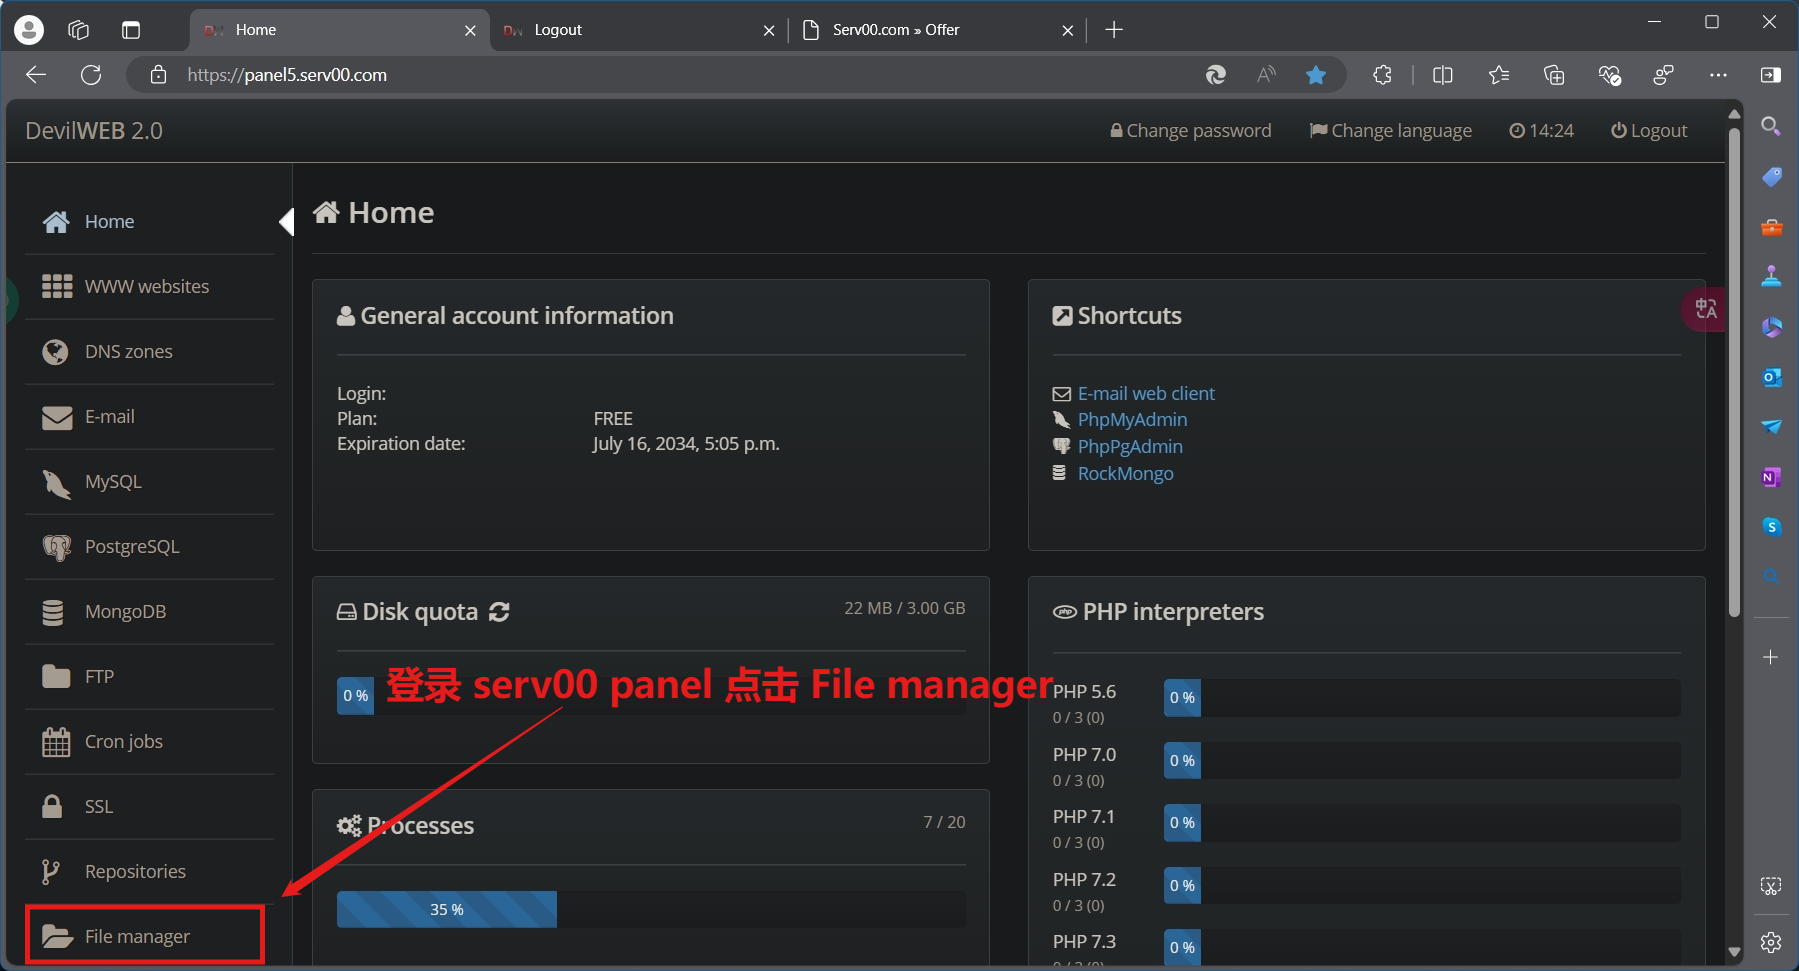 Home
Logout
Serv00.com » Offer
https://panel5.serv00.com
DevilWEB 2.0
Change password
Change language
14:24
Logout
Home
WWW websites
DNS zones
E-mail
MySQL
PostgreSQL
MongoDB
FTP
Cron jobs
SSL
Repositories
File manager
Home
General account information
Login:
Plan: FREE
Expiration date: July 16, 2034, 5:05 p.m.
Shortcuts
E-mail web client
PhpMyAdmin
PhpPgAdmin
RockMongo
Disk quota 22 MB / 3.00 GB
0 %
登录 serv00 panel 点击 File manager
Processes 7 / 20
35 %
PHP interpreters
PHP 5.6 0 %
0 / 3 (0)
PHP 7.0 0 %
0 / 3 (0)
PHP 7.1 0 %
0 / 3 (0)
PHP 7.2 0 %
0 / 3 (0)
PHP 7.3 0 %